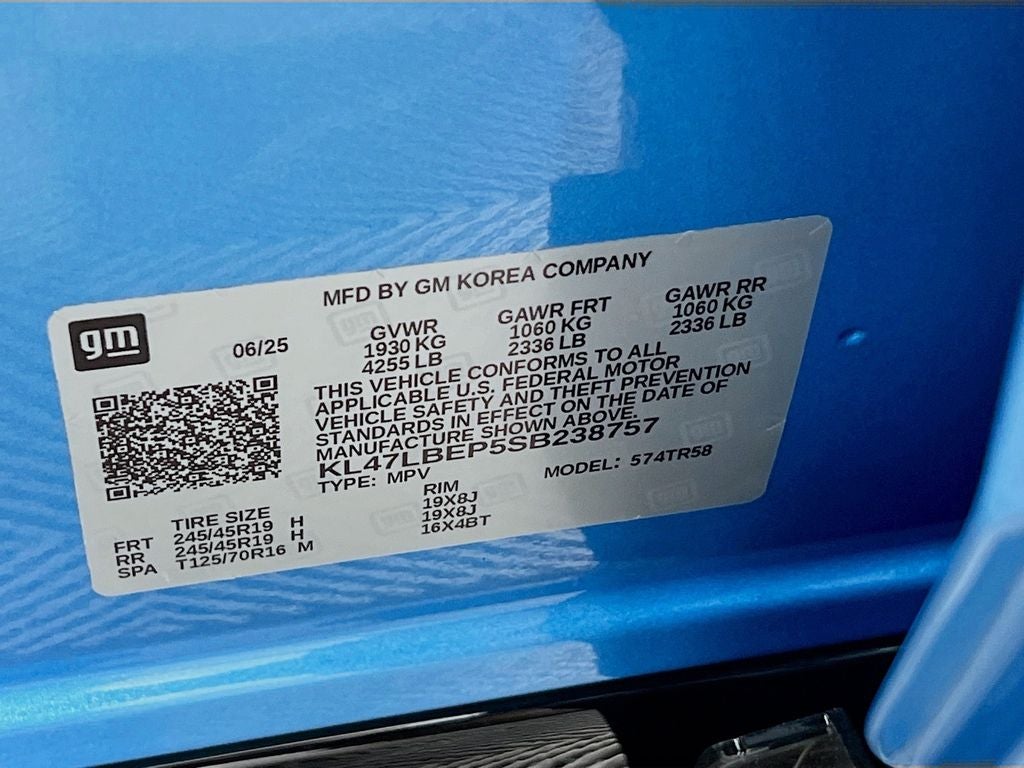 MFD BY GM KOREA COMPANY
gm
06/25
GVWR GAWR FRT GAWR RR
1930 KG 1060 KG 1060 KG
4255 LB 2336 LB 2336 LB
THIS VEHICLE CONFORMS TO ALL
APPLICABLE U.S. FEDERAL MOTOR
VEHICLE SAFETY AND THEFT PREVENTION
STANDARDS IN EFFECT ON THE DATE OF
MANUFACTURE SHOWN ABOVE.
KL47LBEP5SB238757
TYPE: MPV MODEL: 574TR58
TIRE SIZE RIM
FRT 245/45R19 H 19X8J
RR 245/45R19 H 19X8J
SPA T125/70R16 M 16X4BT